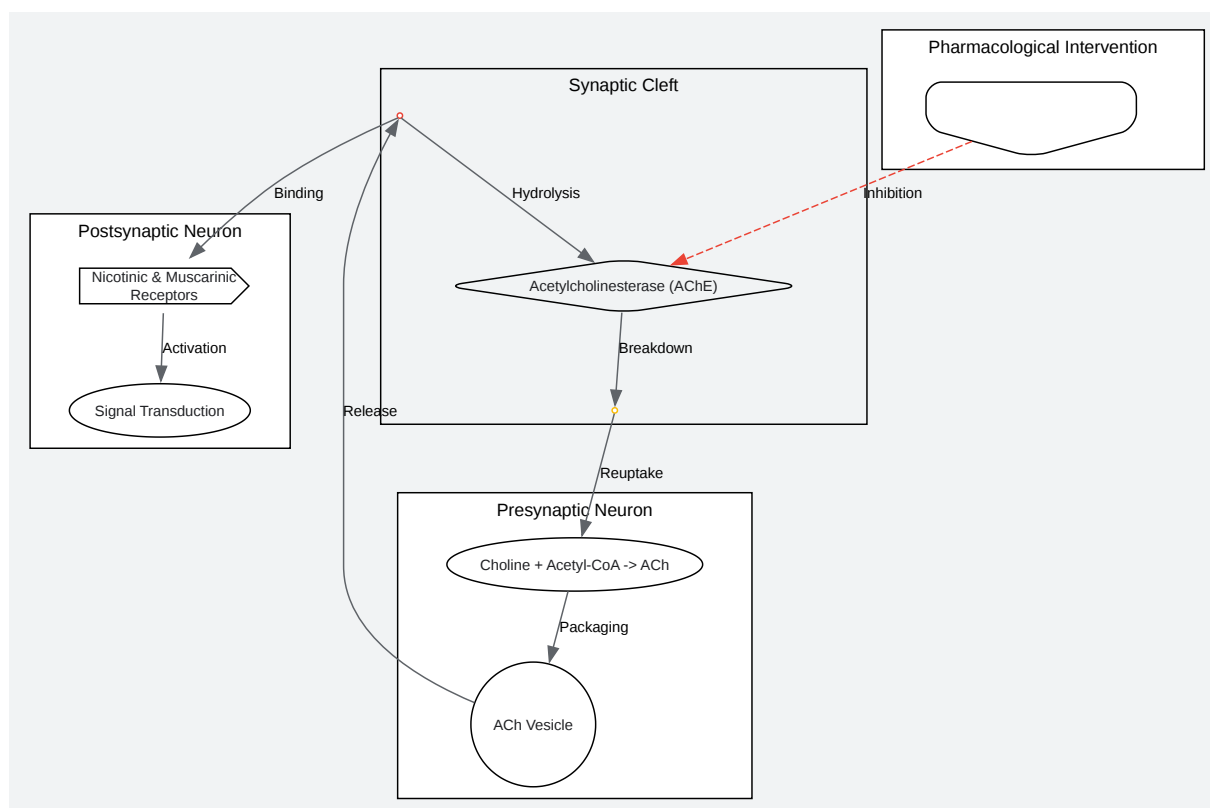 Pharmacological Intervention
Synaptic Cleft
Binding
Hydrolysis
Inhibition
Postsynaptic Neuron
Nicotinic & Muscarinic
Receptors
Acetylcholinesterase (AChE)
Activation
Breakdown
Signal Transduction
Release
Reuptake
Presynaptic Neuron
Choline + Acetyl-CoA -> ACh
Packaging
ACh Vesicle